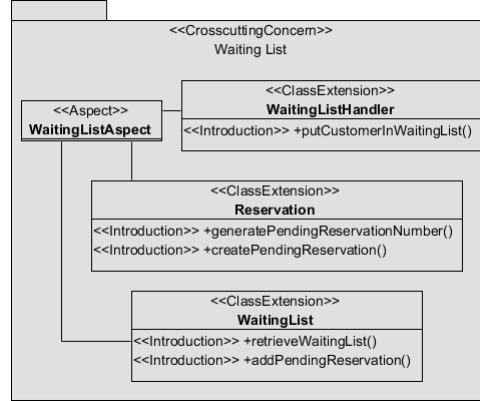 <<CrosscuttingConcern>>
Waiting List
<<Aspect>>
WaitingListAspect
<<ClassExtension>>
WaitingListHandler
<<Introduction>> +putCustomerInWaitingList()
<<ClassExtension>>
Reservation
<<Introduction>> +generatePendingReservationNumber()
<<Introduction>> +createPendingReservation()
<<ClassExtension>>
WaitingList
<<Introduction>> +retrieveWaitingList()
<<Introduction>> +addPendingReservation()